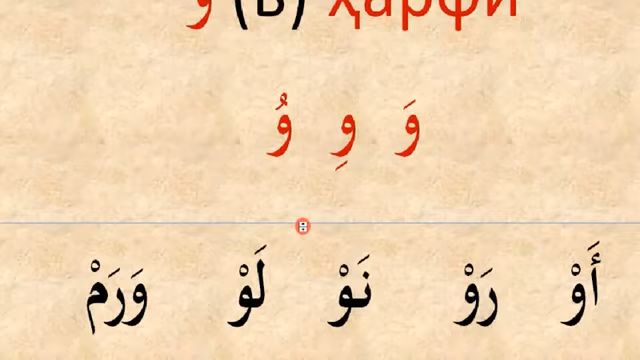 و (В) ҳарфи
وَ وِ وُ
أَوْ رَوْ نَوْ لَوْ وَرَمْ